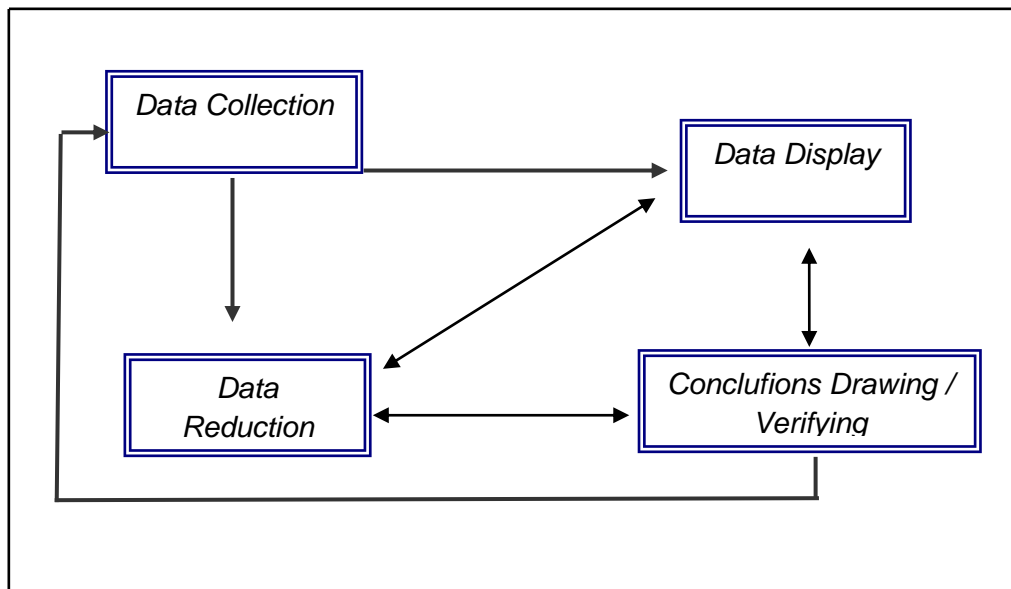 Data Collection
Data Display
Data
Reduction
Conclufions Drawing /
Verifying